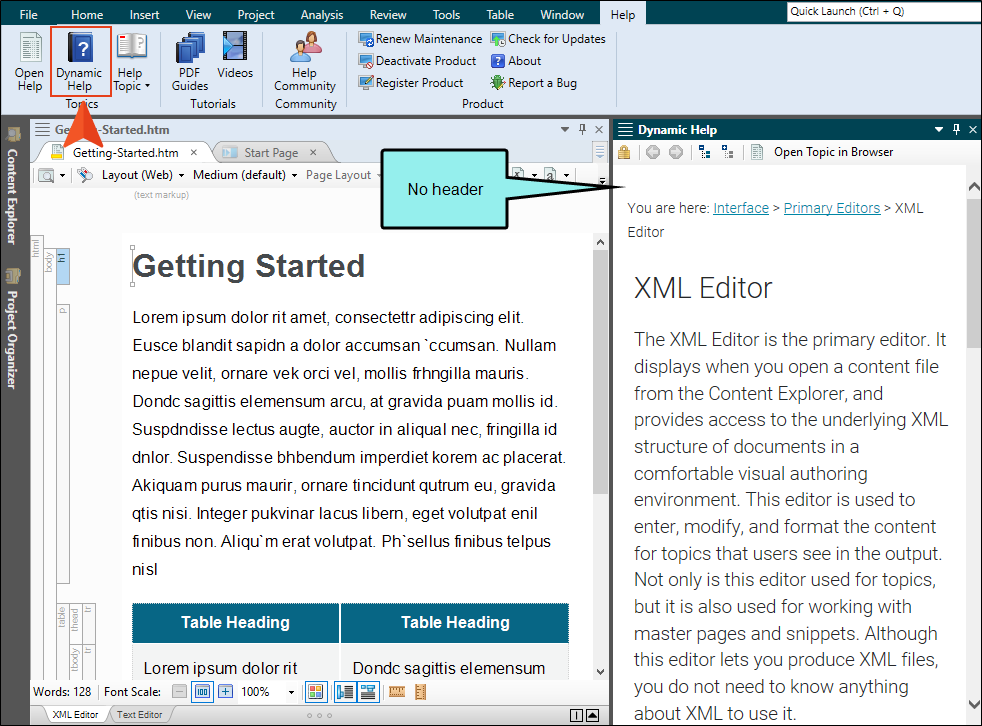 File Home Insert View Project Analysis Review Tools Table Window Help
Quick Launch (Ctrl + Q)
Open Help
Dynamic Help
Help Topic
Topics
PDF Guides
Videos
Tutorials
Help Community
Community
Renew Maintenance
Deactivate Product
Register Product
Check for Updates
About
Report a Bug
Product
Content Explorer
Project Organizer
Getting-Started.htm
Getting-Started.htm
Start Page
Layout (Web)
Medium (default)
Page Layout
(text markup)
html
body
h1
p
table
thead
tr
tbody
tr
Getting Started
Lorem ipsum dolor rit amet, consectettr adipiscing elit.
Eusce blandit sapidn a dolor accumsan `ccumsan. Nullam
nepue velit, ornare vek orci vel, mollis frhngilla mauris.
Dondc sagittis elemensum arcu, at gravida puam mollis id.
Suspdndisse lectus augte, auctor in aliqual nec, fringilla id
dnlor. Suspendisse bhbendum imperdiet korem ac placerat.
Akiquam purus maurir, ornare tincidunt qutrum eu, gravida
qtis nisi. Integer pukvinar lacus libern, eget volutpat enil
finibus non. Aliqu`m erat volutpat. Ph`sellus finibus telpus
nisl
Table Heading
Table Heading
Lorem ipsum dolor rit
Dondc sagittis elemensum
Words: 128 Font Scale: 100%
XML Editor
Text Editor
No header
Dynamic Help
Open Topic in Browser
You are here: Interface > Primary Editors > XML
Editor
XML Editor
The XML Editor is the primary editor. It
displays when you open a content file
from the Content Explorer, and
provides access to the underlying XML
structure of documents in a
comfortable visual authoring
environment. This editor is used to
enter, modify, and format the content
for topics that users see in the output.
Not only is this editor used for topics,
but it is also used for working with
master pages and snippets. Although
this editor lets you produce XML files,
you do not need to know anything
about XML to use it.